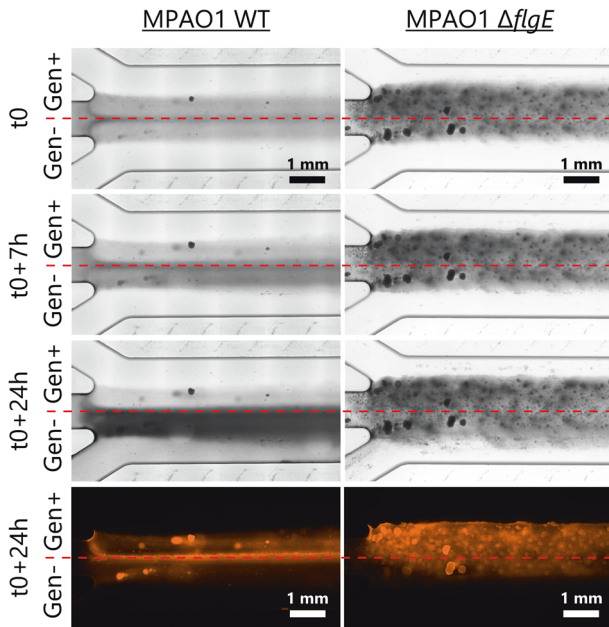 MPAO1 WT
MPAO1 ΔflgE
t0
Gen+
Gen-
1 mm
1 mm
t0+7h
Gen+
Gen-
t0+24h
Gen+
Gen-
t0+24h
Gen+
Gen-
1 mm
1 mm